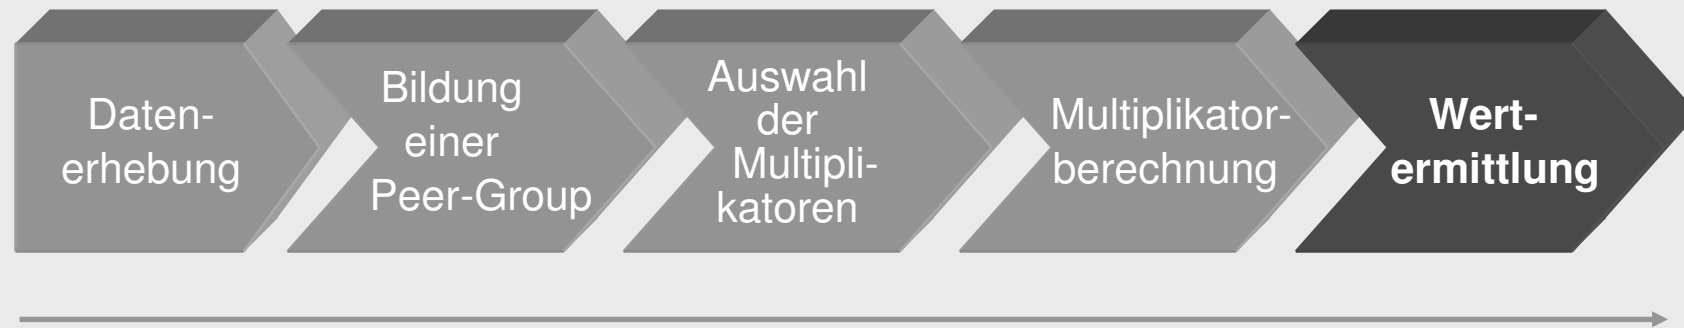 Daten-
erhebung
Bildung
einer
Peer-Group
Auswahl
der
Multipli-
katoren
Multiplikator-
berechnung
Wert-
ermittlung